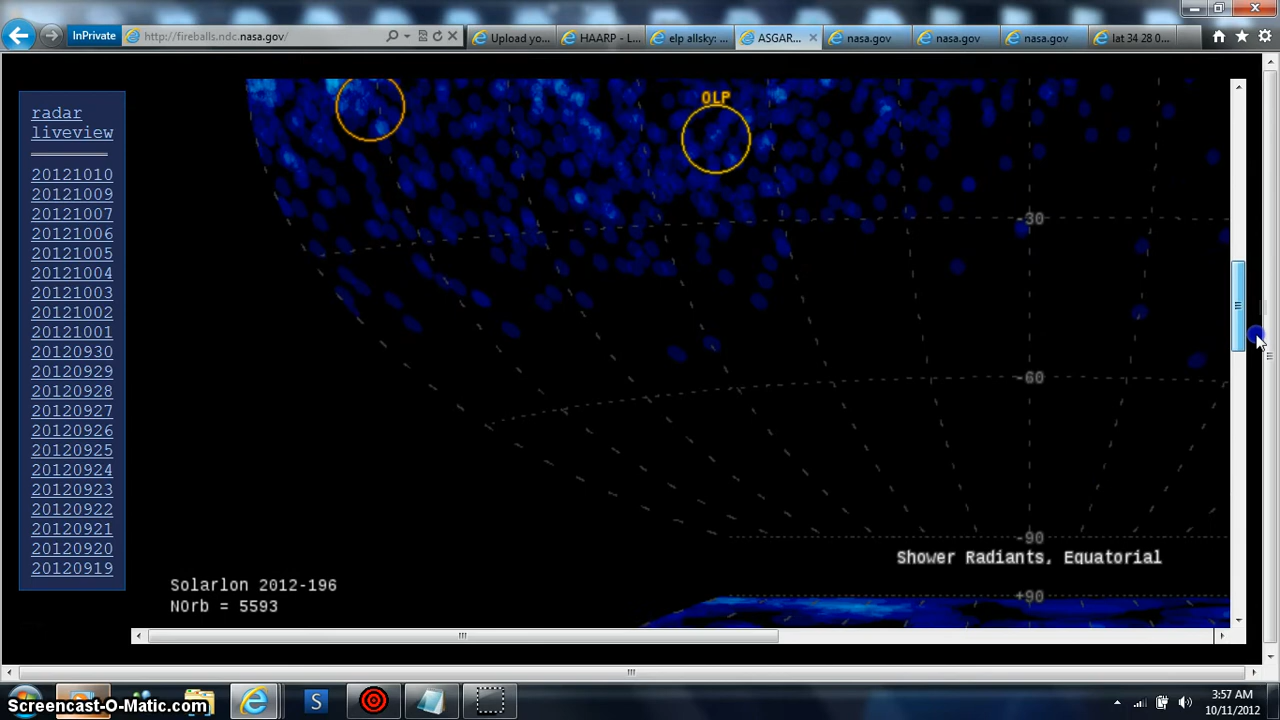 InPrivate
http://fireballs.ndc.nasa.gov/
Upload yo...
HAARP - L...
elp allsky: ...
ASGAR...
nasa.gov
nasa.gov
nasa.gov
lat 34 28 0...
radar
liveview
20121010
20121009
20121007
20121006
20121005
20121004
20121003
20121002
20121001
20120930
20120929
20120928
20120927
20120926
20120925
20120924
20120923
20120922
20120921
20120920
20120919
OLP
-30
-60
-90
Shower Radiants, Equatorial
Solarlon 2012-196
NOrb = 5593
+90
S
3:57 AM
10/11/2012
Screencast-O-Matic.com